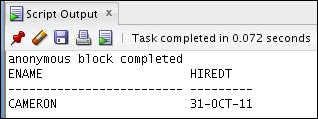 Script Output x
Task completed in 0.072 seconds
anonymous block completed
ENAME HIREDT
------------------------- ---------
CAMERON 31-OCT-11